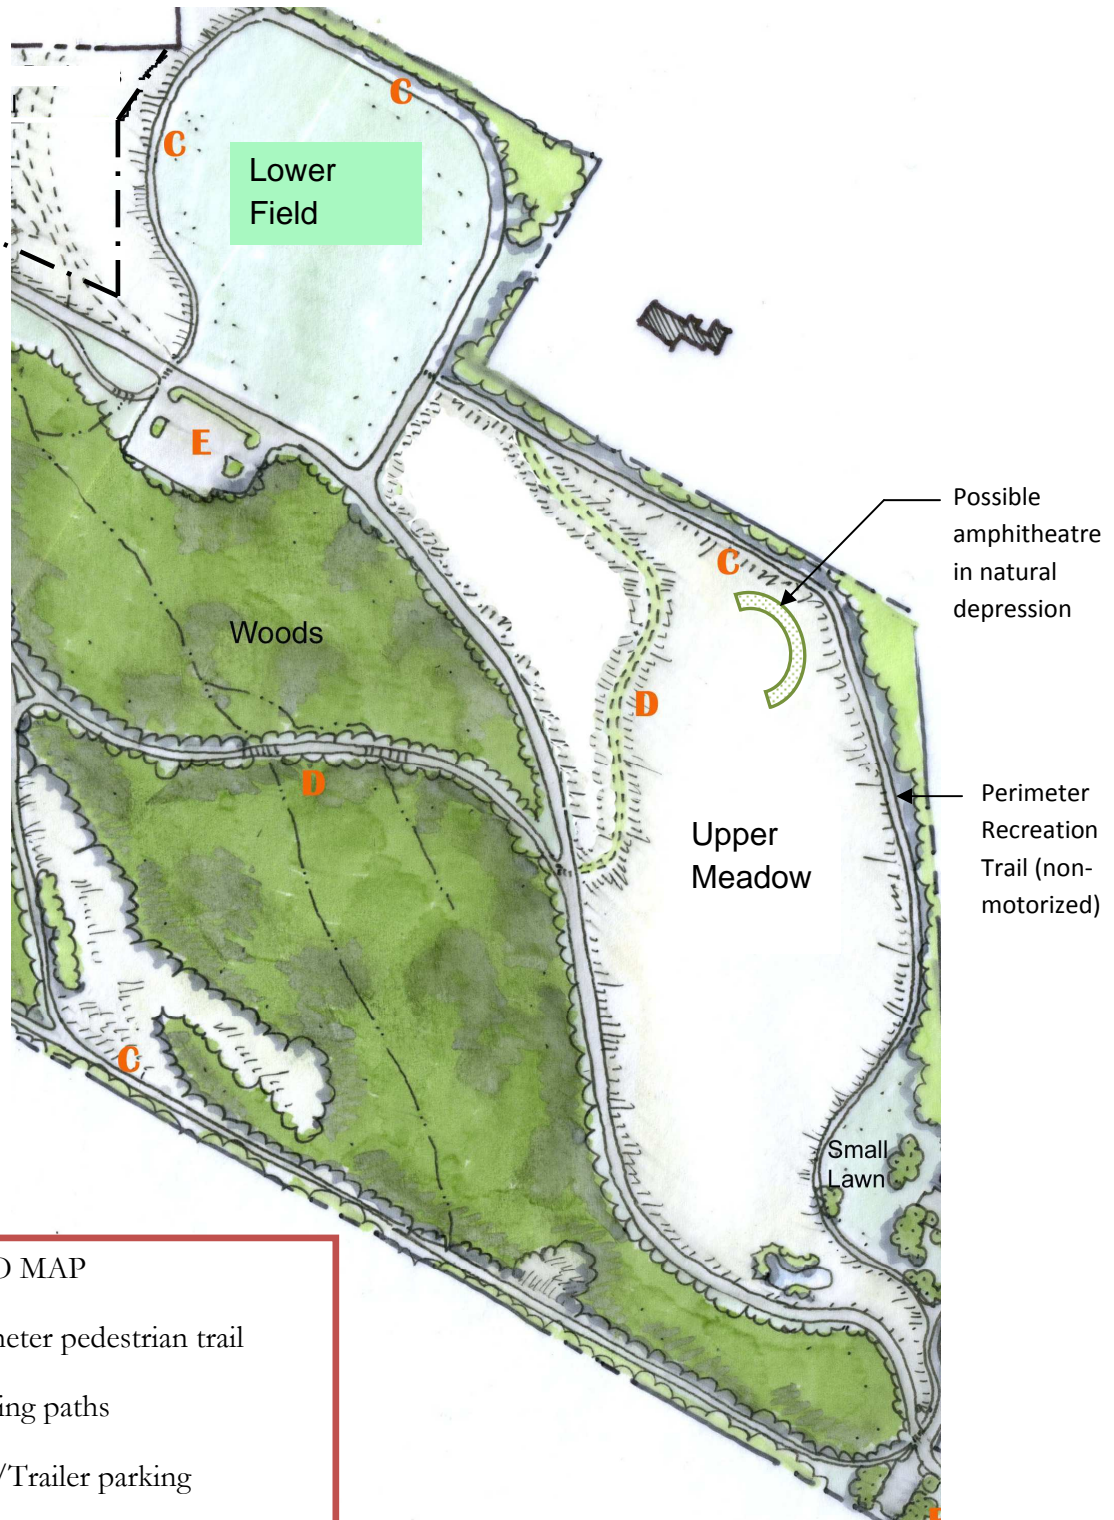 C
C
Lower
Field
E
Possible
amphitheatre
in natural
depression
C
Woods
D
D
Perimeter
Recreation
Trail (non-
motorized)
Upper
Meadow
C
Small
Lawn
MAP
meter pedestrian trail
ing paths
/Trailer parking